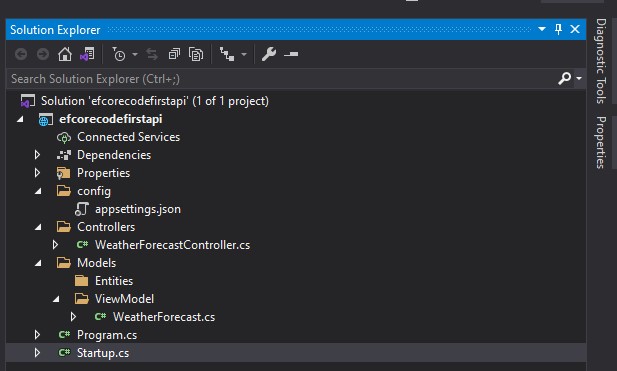 Solution Explorer
Search Solution Explorer (Ctrl+;)
Solution 'efcorecodefirstapi' (1 of 1 project)
efcorecodefirstapi
Connected Services
Dependencies
Properties
config
appsettings.json
Controllers
C# WeatherForecastController.cs
Models
Entities
ViewModel
C# WeatherForecast.cs
C# Program.cs
C# Startup.cs
Diagnostic Tools
Properties